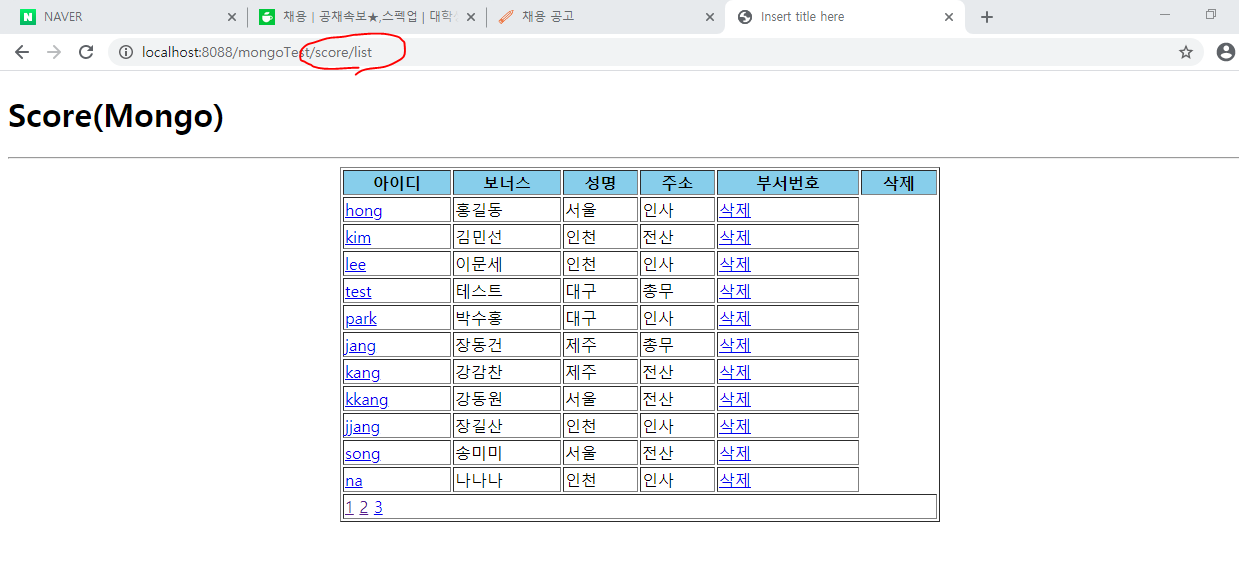 NAVER 채용 | 공채속보★,스펙업 | 대학 채용 공고 Insert title here
localhost:8088/mongoTest/score/list
Score(Mongo)
아이디 보너스 성명 주소 부서번호 삭제
hong 홍길동 서울 인사 삭제
kim 김민선 인천 전산 삭제
lee 이문세 인천 인사 삭제
test 테스트 대구 총무 삭제
park 박수홍 대구 인사 삭제
jang 장동건 제주 총무 삭제
kang 강감찬 제주 전산 삭제
kkang 강동원 서울 전산 삭제
jjang 장길산 인천 인사 삭제
song 송미미 서울 전산 삭제
na 나나나 인천 인사 삭제
1 2 3